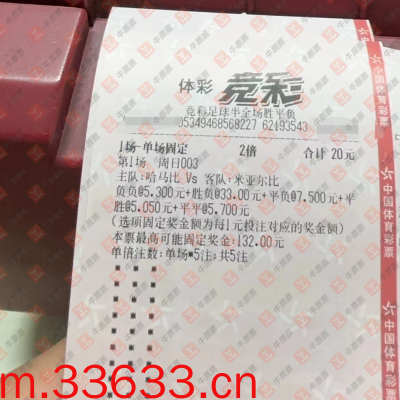 体彩 竞彩
竞彩足球半全场胜平负
1场-单场固定 2倍 合计 20元
第1场 周日003
主队:哈马比 Vs 客队:米亚尔比
负负@5.300元+胜负@33.00元+平负@7.500元+平
胜@5.050元+平平@5.700元
(选项固定奖金额为每1元投注对应的奖金额)
本票最高可能固定奖金:132.00元
单倍注数:单场*5注;共5注
中国体育彩票
中国体育彩票
中国体育彩票
m.33633.cn